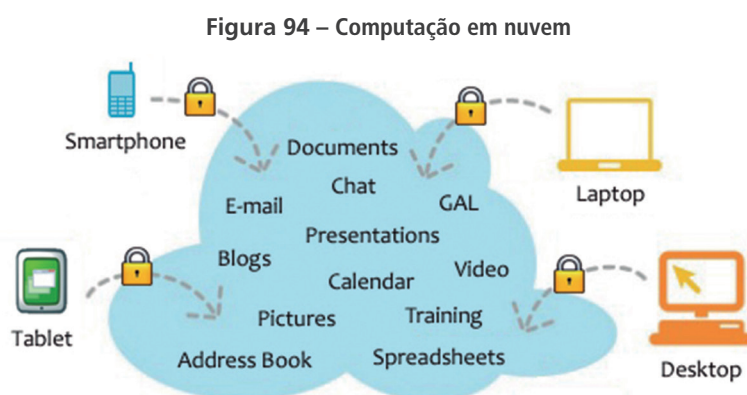 Figura 94 – Computação em nuvem
Smartphone
Documents
Chat
E-mail
GAL
Laptop
Presentations
Blogs
Calendar
Video
Tablet
Pictures
Training
Address Book
Spreadsheets
Desktop